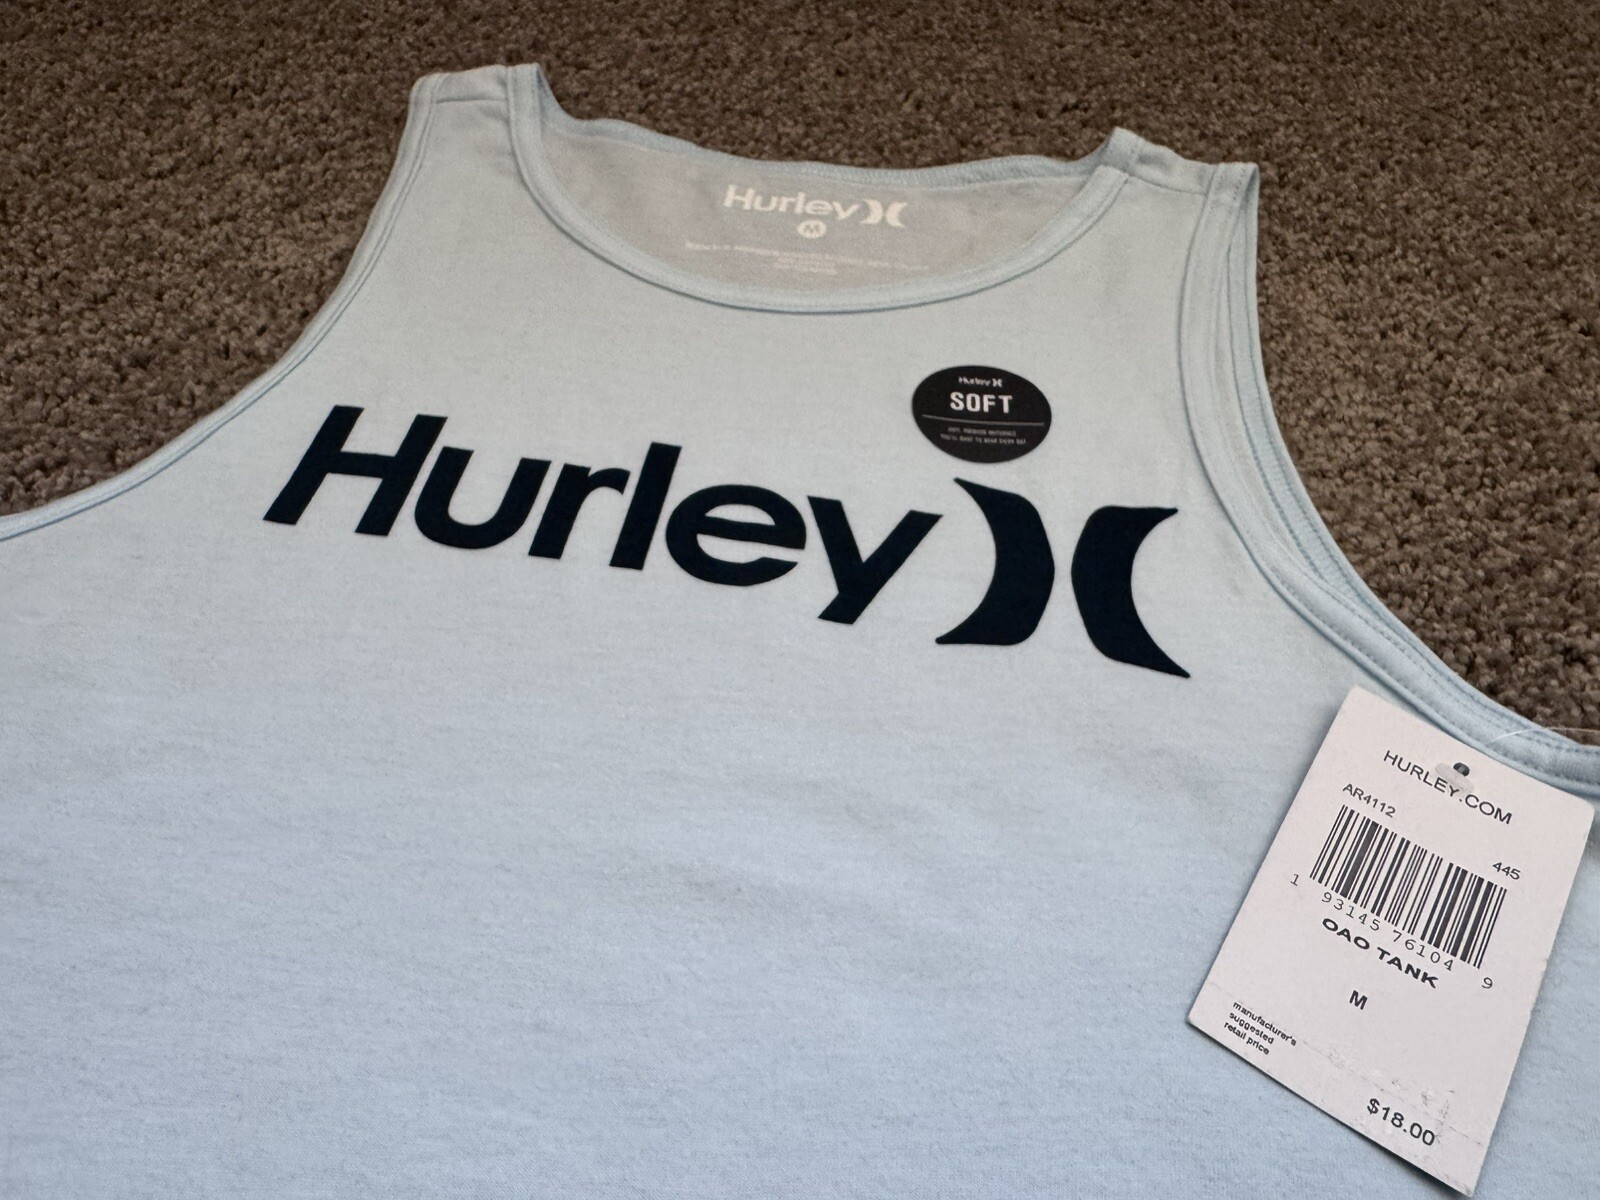 Hurley
M
Hurley
SOFT
Hurley
HURLEY.COM
AR4112
445
1 93145 76104 9
OAO TANK
M
manufacturer's
suggested
retail price
$18.00